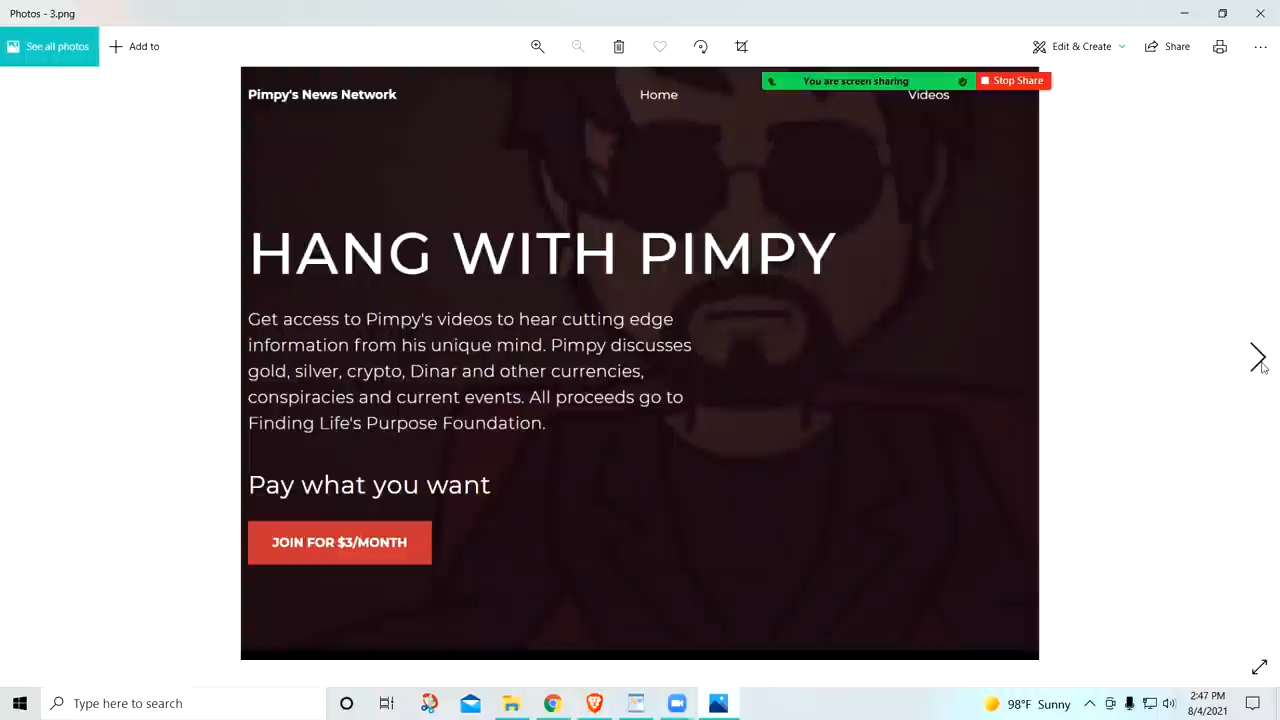 Photos - 3.png
See all photos
Add to
Edit & Create
Share
You are screen sharing
Stop Share
Pimpy's News Network
Home
Videos
HANG WITH PIMPY
Get access to Pimpy's videos to hear cutting edge
information from his unique mind. Pimpy discusses
gold, silver, crypto, Dinar and other currencies,
conspiracies and current events. All proceeds go to
Finding Life's Purpose Foundation.
Pay what you want
JOIN FOR $3/MONTH
Type here to search
98°F Sunny
2:47 PM
8/4/2021